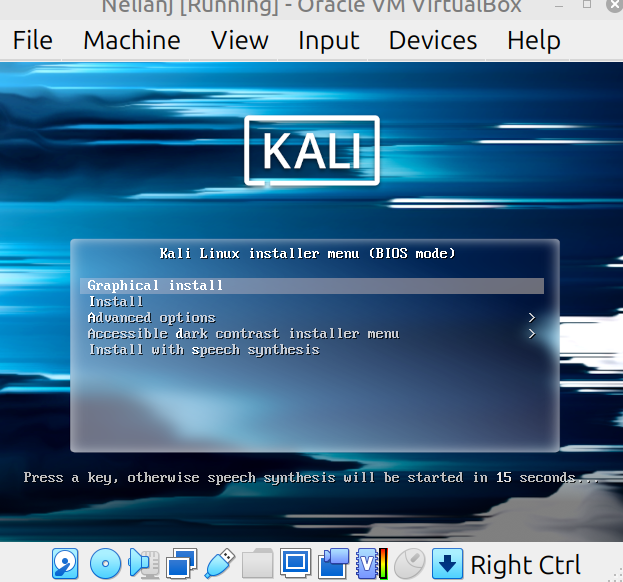 Nelianj [Running] - Oracle VM VirtualBox
File Machine View Input Devices Help
KALI
Kali Linux installer menu (BIOS mode)
Graphical install
Install
Advanced options >
Accessible dark contrast installer menu >
Install with speech synthesis
Press a key, otherwise speech synthesis will be started in 15 seconds...
V
Right Ctrl